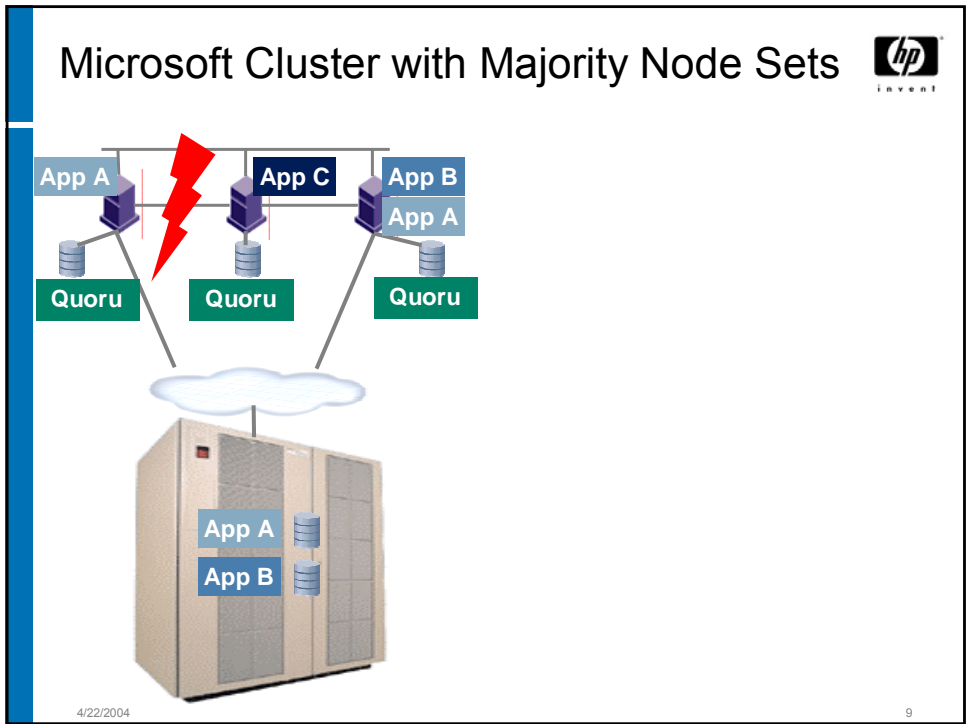 Microsoft Cluster with Majority Node Sets
hp
invent
App A
App C
App B
App A
Quoru
Quoru
Quoru
App A
App B
4/22/2004
9